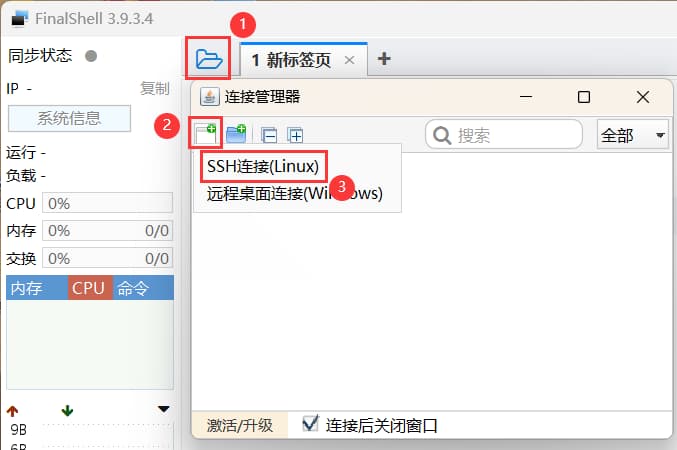 FinalShell 3.9.3.4
1
同步状态
1 新标签页
IP -
复制
连接管理器
系统信息
2
搜索
全部
运行 -
SSH连接(Linux)
负载 -
3
远程桌面连接(Windows)
CPU 0%
内存 0% 0/0
交换 0% 0/0
内存 CPU 命令
9B
激活/升级
连接后关闭窗口
6B